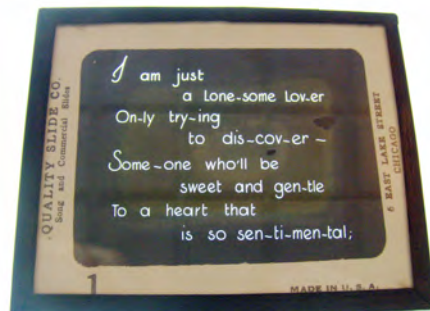 I am just
a Lone-some Lov-er
On-ly try-ing
to dis-cov-er –
Some-one who'll be
sweet and gen-tle
To a heart that
is so sen-ti-men-tal;
QUALITY SLIDE CO.
Song and Commercial Slides
6 EAST LAKE STREET
CHICAGO
1
MADE IN U. S. A.